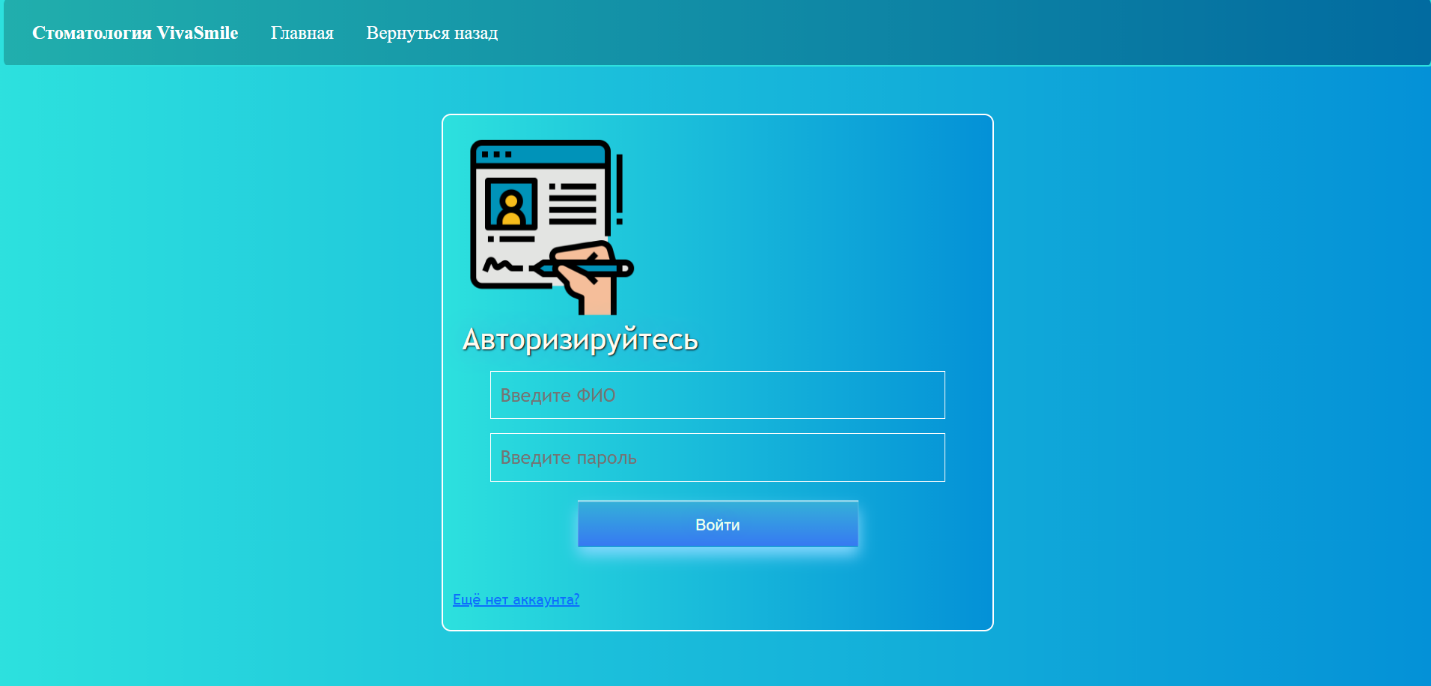 Стоматология VivaSmile Главная Вернуться назад
Авторизируйтесь
Введите ФИО
Введите пароль
Войти
Ещё нет аккаунта?